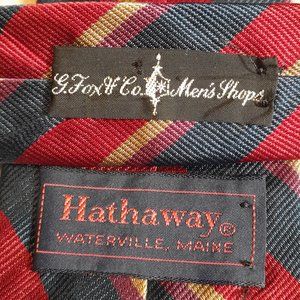 G. Fox & Co. Men's Shops
Hathaway®
WATERVILLE, MAINE